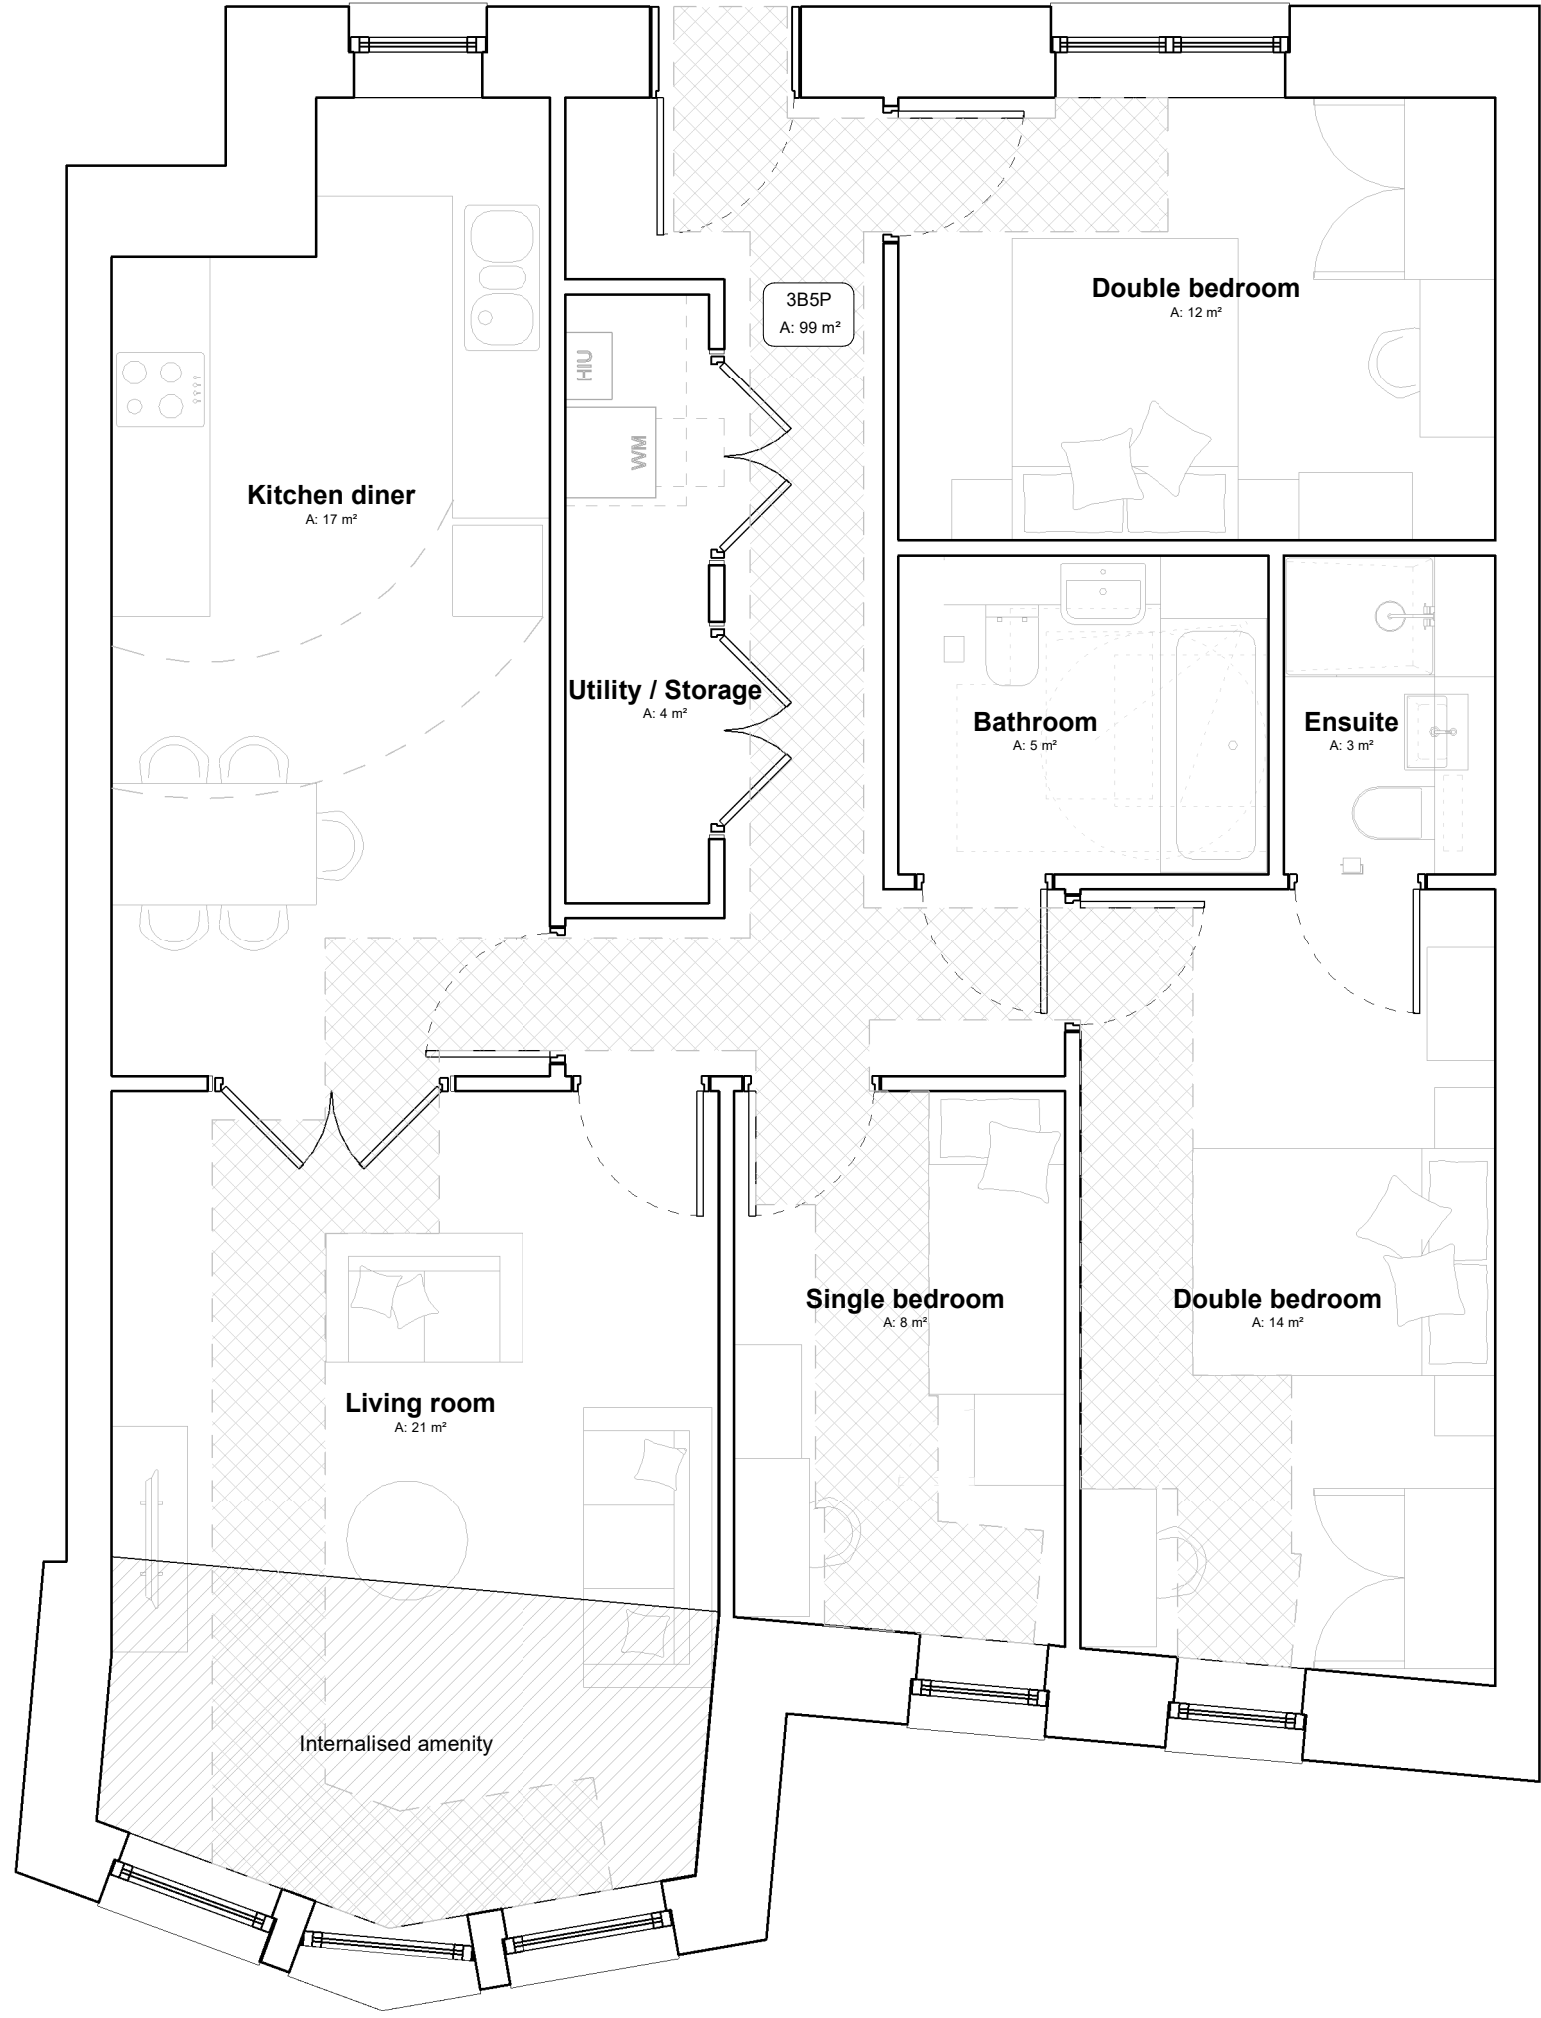 Double bedroom
A: 12 m²
3B5P
A: 99 m²
HIU
WM
Kitchen diner
A: 17 m²
Utility / Storage
A: 4 m²
Bathroom
A: 5 m²
Ensuite
A: 3 m²
Single bedroom
A: 8 m²
Double bedroom
A: 14 m²
Living room
A: 21 m²
Internalised amenity